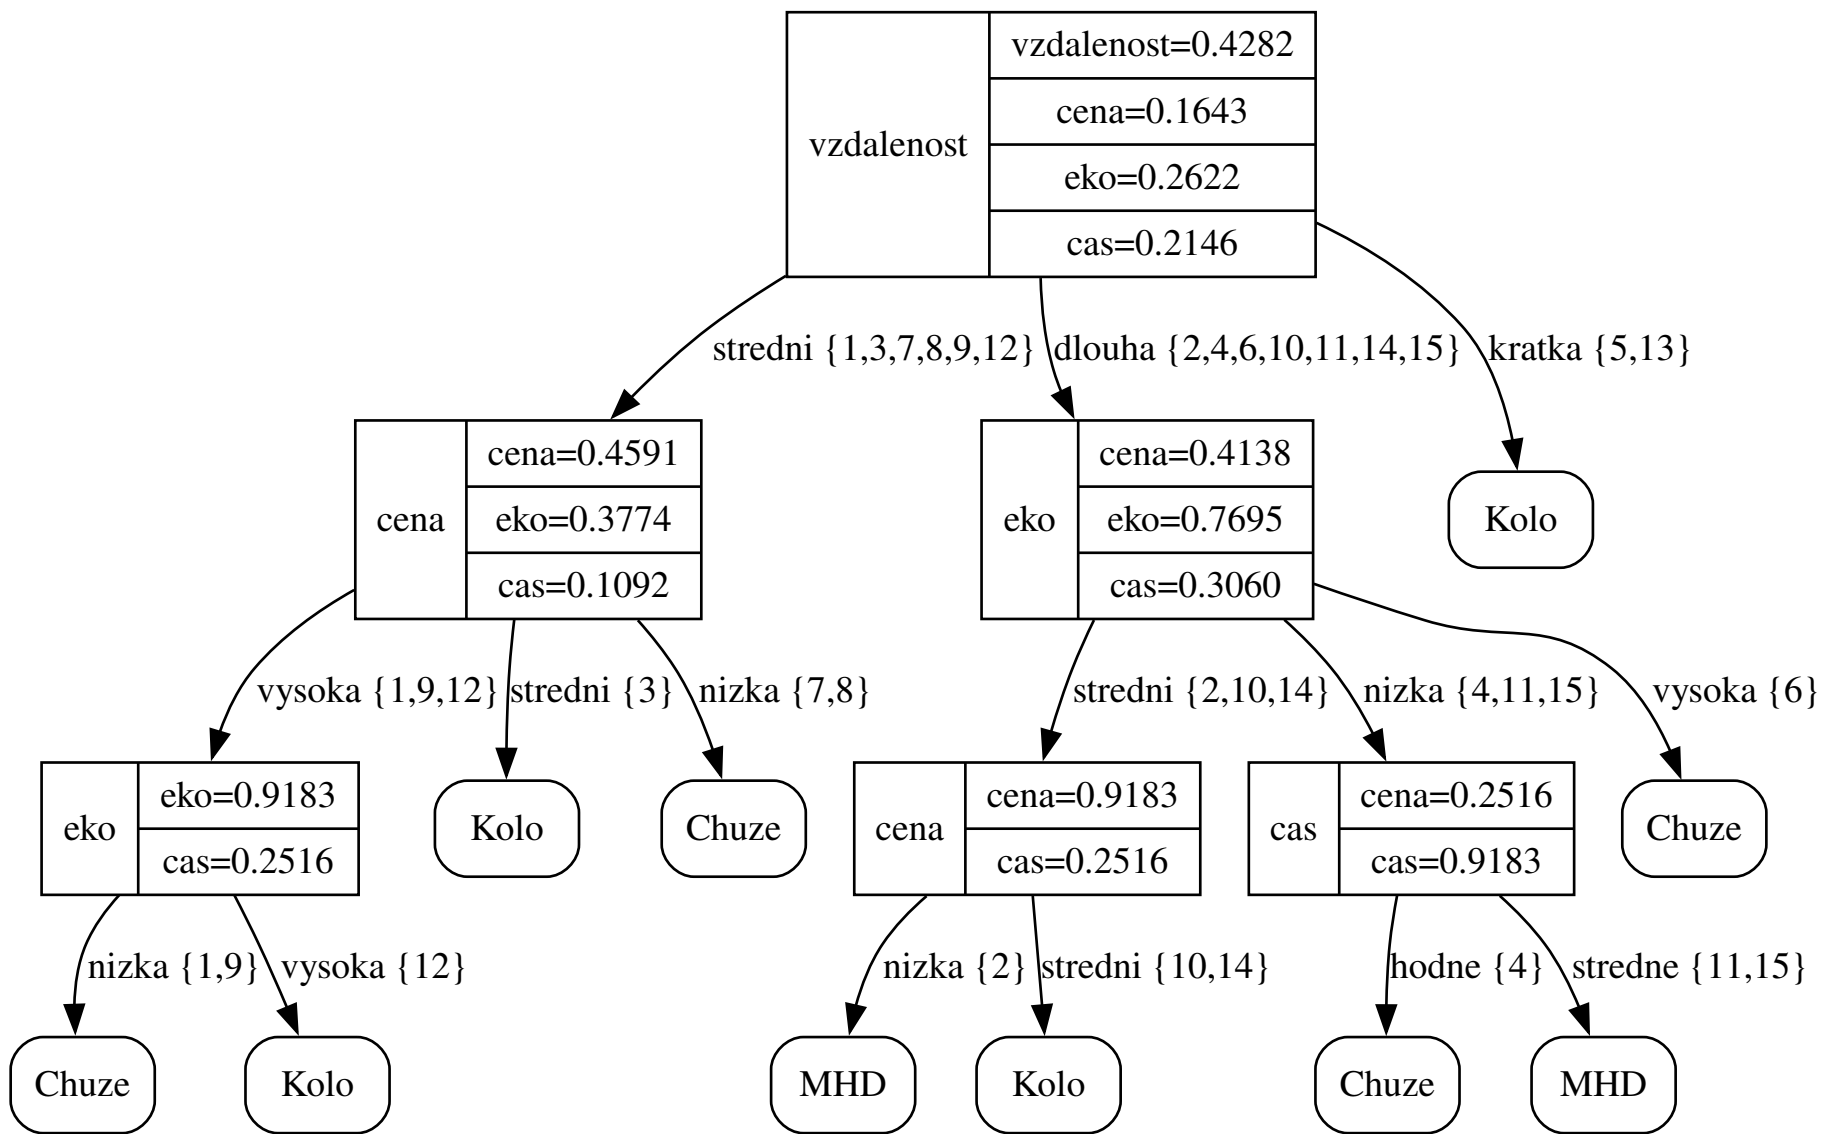 vzdalenost
vzdalenost=0.4282
cena=0.1643
eko=0.2622
cas=0.2146
stredni {1,3,7,8,9,12}
dlouha {2,4,6,10,11,14,15}
kratka {5,13}
cena
cena=0.4591
eko=0.3774
cas=0.1092
eko
cena=0.4138
eko=0.7695
cas=0.3060
Kolo
vysoka {1,9,12}
stredni {3}
nizka {7,8}
stredni {2,10,14}
nizka {4,11,15}
vysoka {6}
eko
eko=0.9183
cas=0.2516
Kolo
Chuze
cena
cena=0.9183
cas=0.2516
cas
cena=0.2516
cas=0.9183
Chuze
nizka {1,9}
vysoka {12}
nizka {2}
stredni {10,14}
hodne {4}
stredne {11,15}
Chuze
Kolo
MHD
Kolo
Chuze
MHD